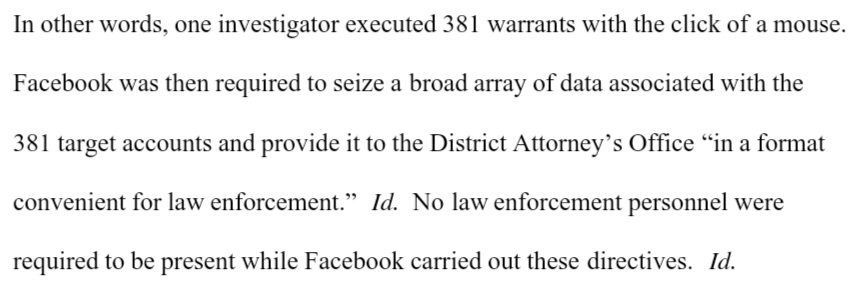 In other words, one investigator executed 381 warrants with the click of a mouse.
Facebook was then required to seize a broad array of data associated with the
381 target accounts and provide it to the District Attorney’s Office “in a format
convenient for law enforcement.”  Id.  No law enforcement personnel were
required to be present while Facebook carried out these directives.  Id.